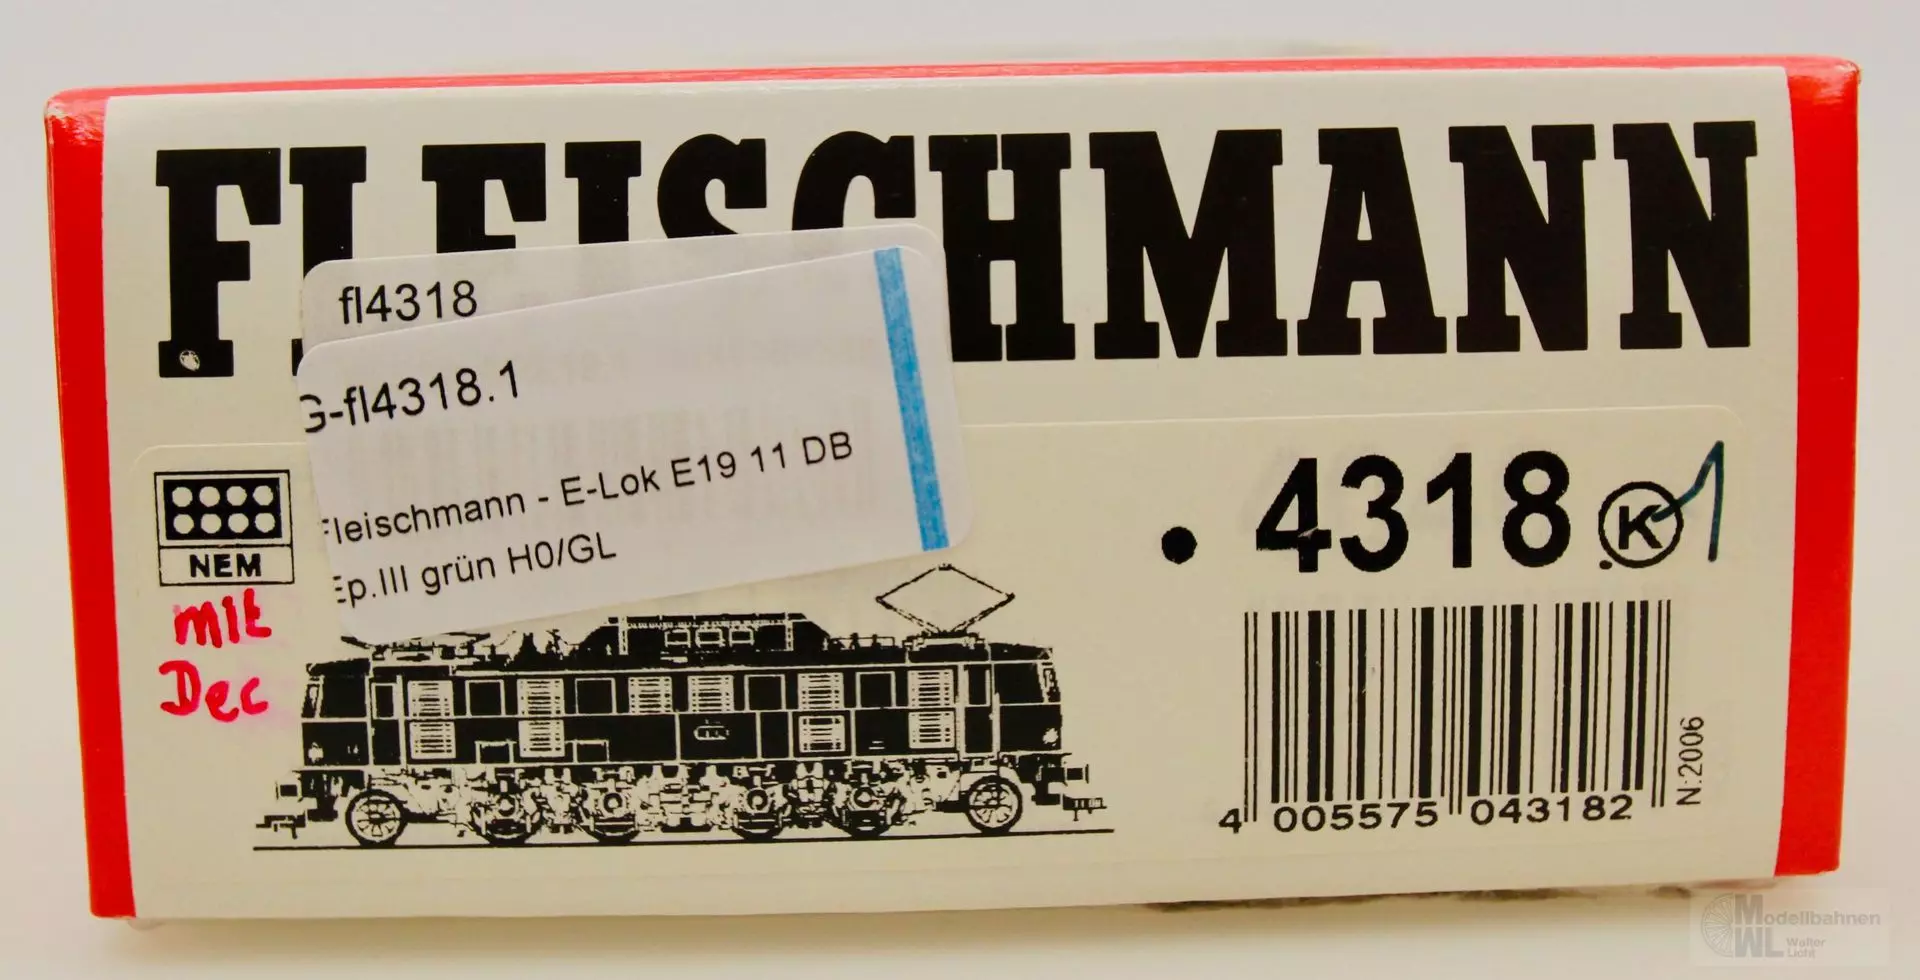 FLEISCHMANN
fl4318
G-fl4318.1
Fleischmann - E-Lok E19 11 DB
Ep.III grün H0/GL
NEM
mit
Dec
. 4318 K 1
4 005575 043182
N:2006
Modellbahnen
WL Walter
Licht